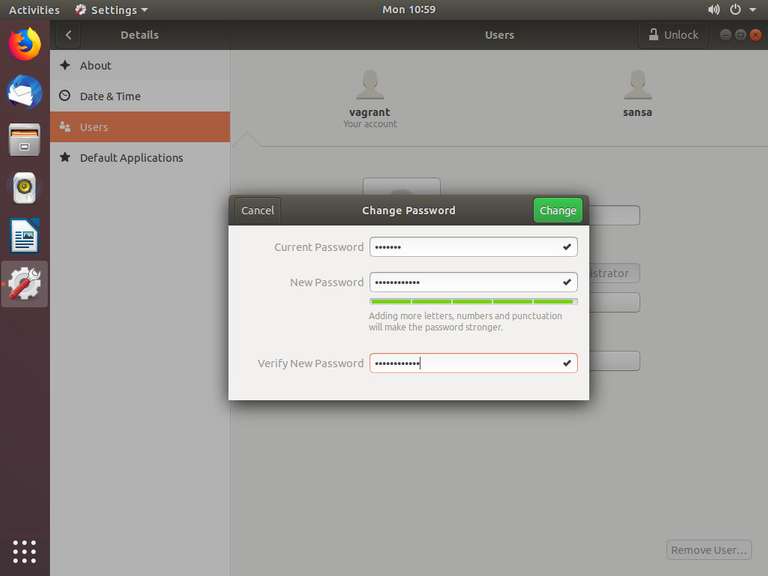 Activities Settings Mon 10:59
Details Users Unlock
About
Date & Time
Users
Default Applications
vagrant
Your account
sansa
Cancel Change Password Change
Current Password •••••••
New Password ••••••••••••
Adding more letters, numbers and punctuation
will make the password stronger.
Verify New Password ••••••••••••
istrator
Remove User...